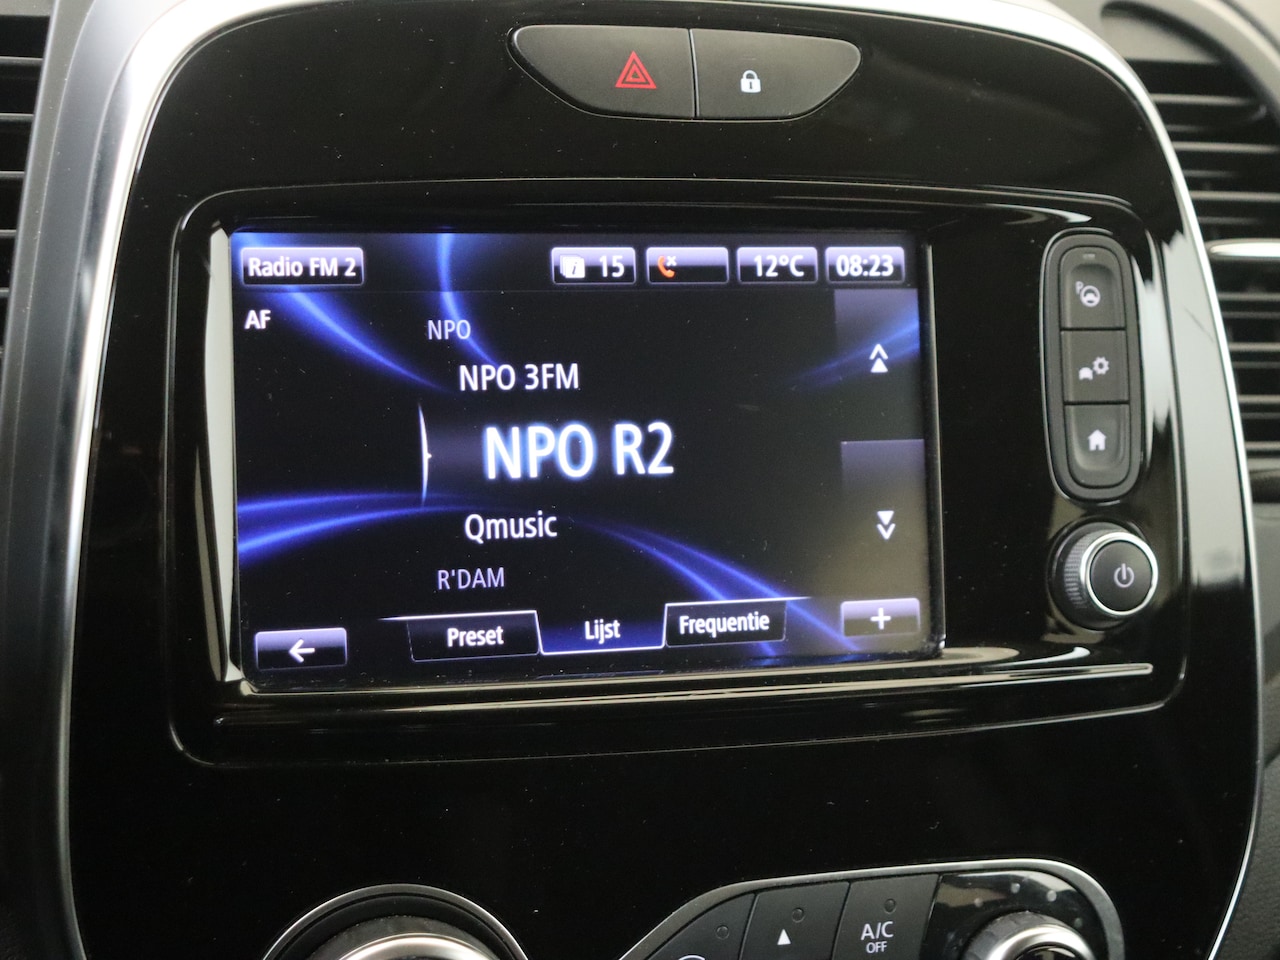 Radio FM 2
15
12°C
08:23
AF
NPO
NPO 3FM
NPO R2
Qmusic
R'DAM
Preset
Lijst
Frequentie
+
P
A/C
OFF